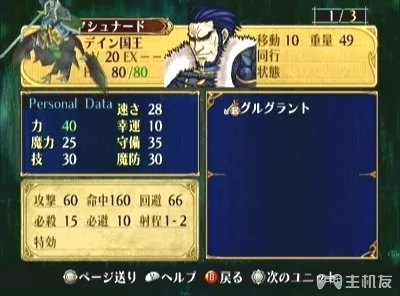 アシュナード
デイン国王
20 EX --
80/80
1/3
移動 10 重量 49
同行
状態
Personal Data
速さ 28
力 40 幸運 10
魔力 25 守備 35
技 30 魔防 30
攻撃 60 命中160 回避 66
必殺 15 必避 10 射程1-2
特効
グルグラント
ページ送り ヘルプ 戻る 次のユニット
主机友